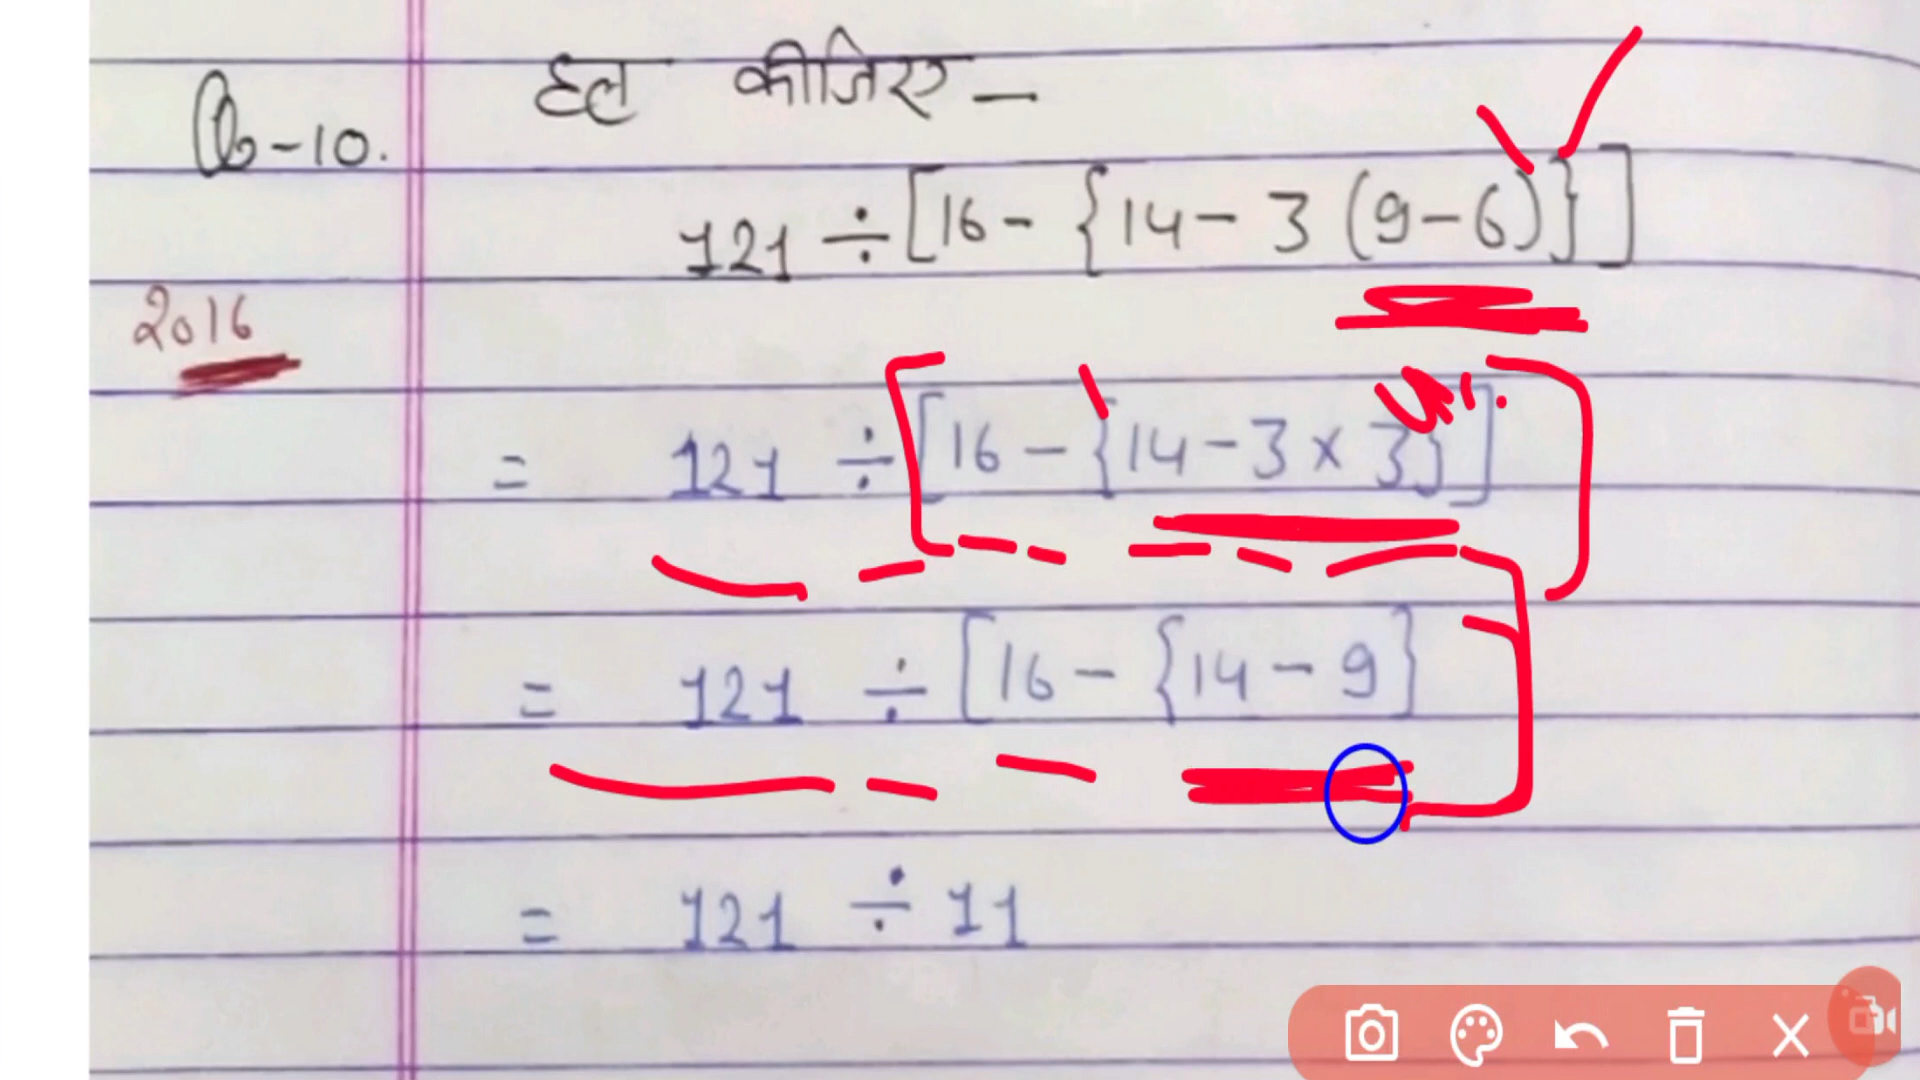 Q-10. हल कीजिए –
121 ÷ [16 - {14 - 3 (9-6)}]
2016
= 121 ÷ [16 - {14 - 3 × 3}]
= 121 ÷ [16 - {14 - 9}
= 121 ÷ 11